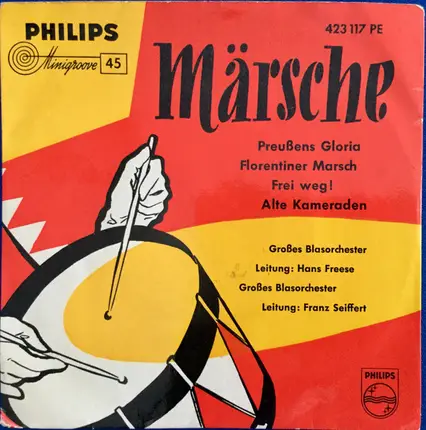 PHILIPS
Minigroove 45
423 117 PE
Märsche
Preußens Gloria
Florentiner Marsch
Frei weg!
Alte Kameraden
Großes Blasorchester
Leitung: Hans Freese
Großes Blasorchester
Leitung: Franz Seiffert
PHILIPS